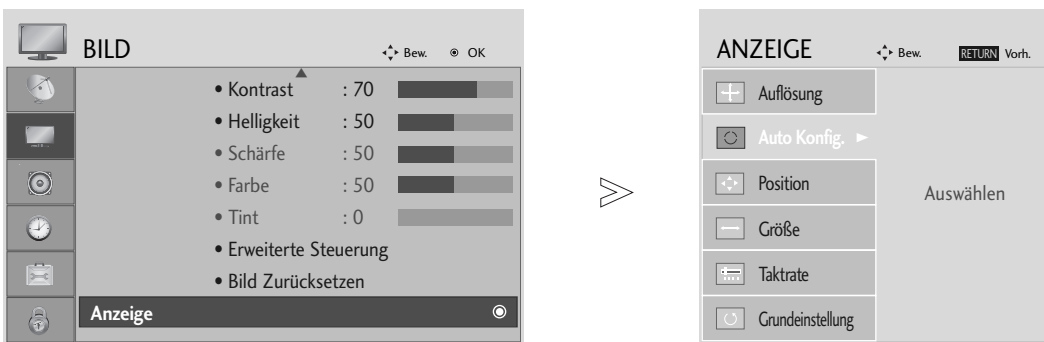 BILD
Bew.
OK
• Kontrast : 70
• Helligkeit : 50
• Schärfe : 50
• Farbe : 50
• Tint : 0
• Erweiterte Steuerung
• Bild Zurücksetzen
Anzeige
ANZEIGE
Bew.
RETURN Vorh.
Auflösung
Auto Konfig. ►
Position
Größe
Taktrate
Grundeinstellung
Auswählen